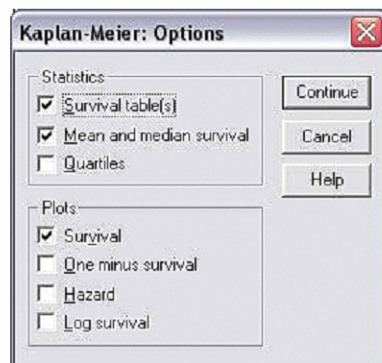 Kaplan-Meier: Options
Statistics
Survival table(s)
Mean and median survival
Quartiles
Continue
Cancel
Help
Plots
Survival
One minus survival
Hazard
Log survival